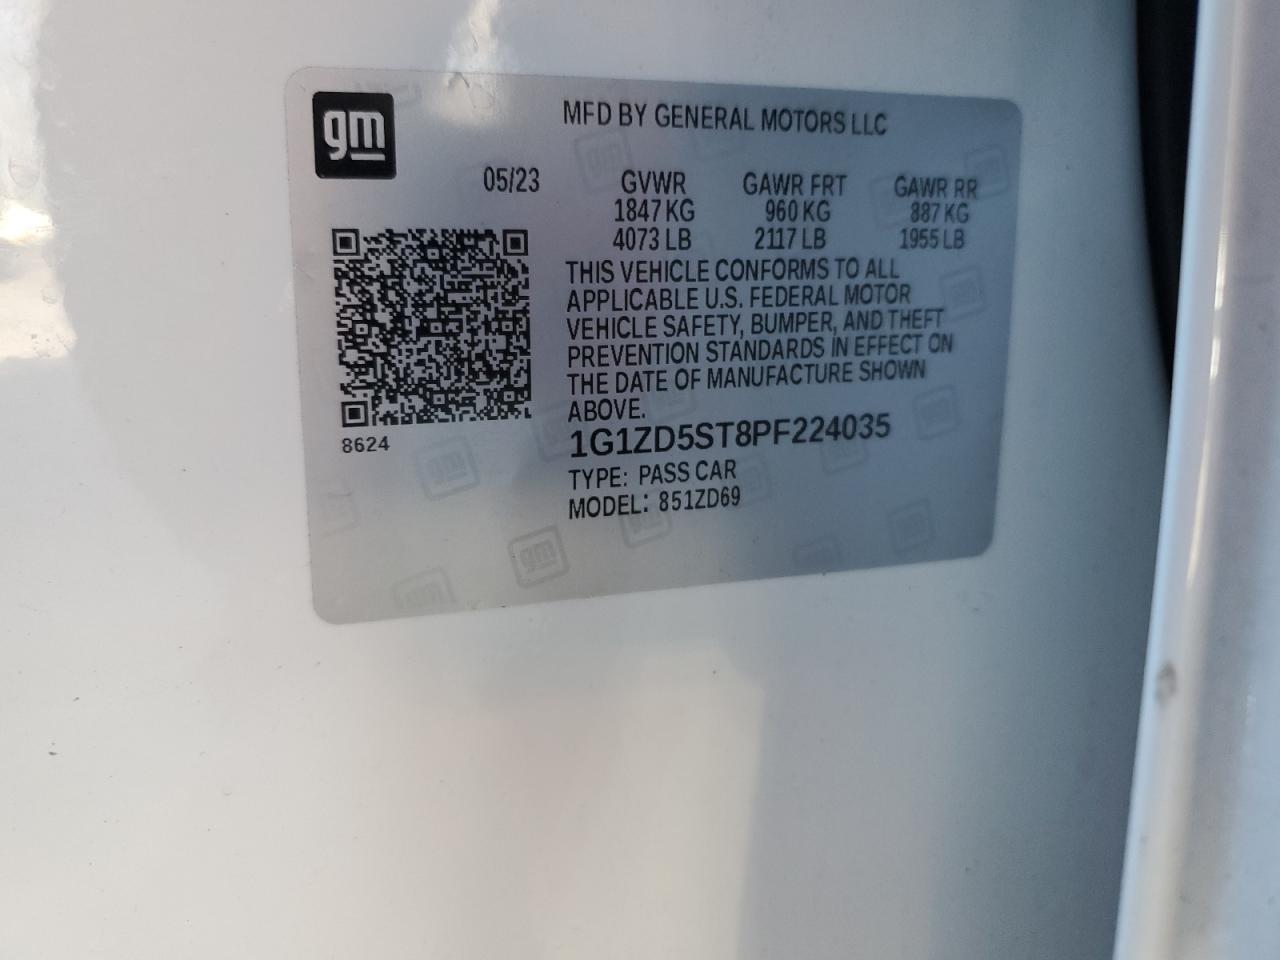 gm
MFD BY GENERAL MOTORS LLC
05/23 GVWR GAWR FRT GAWR RR
1847 KG 960 KG 887 KG
4073 LB 2117 LB 1955 LB
THIS VEHICLE CONFORMS TO ALL
APPLICABLE U.S. FEDERAL MOTOR
VEHICLE SAFETY, BUMPER, AND THEFT
PREVENTION STANDARDS IN EFFECT ON
THE DATE OF MANUFACTURE SHOWN
ABOVE.
8624
1G1ZD5ST8PF224035
TYPE: PASS CAR
MODEL: 851ZD69
gm